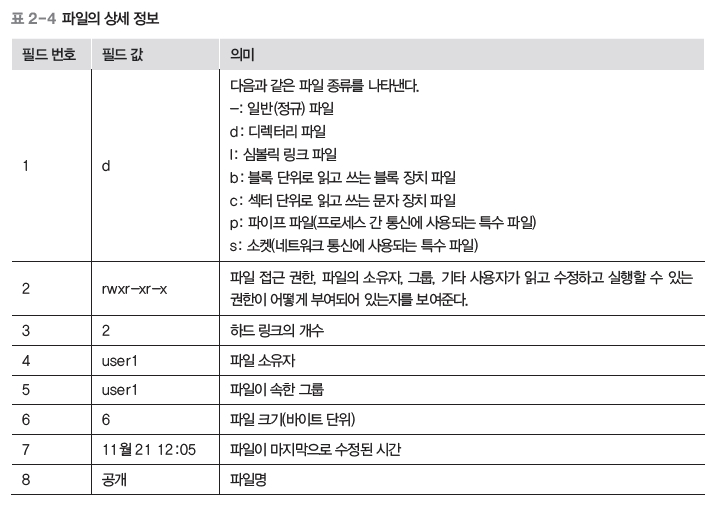 표 2-4 파일의 상세 정보
필드 번호 필드 값 의미
1 d 다음과 같은 파일 종류를 나타낸다.
-: 일반(정규) 파일
d: 디렉터리 파일
l: 심볼릭 링크 파일
b: 블록 단위로 읽고 쓰는 블록 장치 파일
c: 섹터 단위로 읽고 쓰는 문자 장치 파일
p: 파이프 파일(프로세스 간 통신에 사용되는 특수 파일)
s: 소켓(네트워크 통신에 사용되는 특수 파일)
2 rwxr-xr-x 파일 접근 권한, 파일의 소유자, 그룹, 기타 사용자가 읽고 수정하고 실행할 수 있는
권한이 어떻게 부여되어 있는지를 보여준다.
3 2 하드 링크의 개수
4 user1 파일 소유자
5 user1 파일이 속한 그룹
6 6 파일 크기(바이트 단위)
7 11월 21 12:05 파일이 마지막으로 수정된 시간
8 공개 파일명